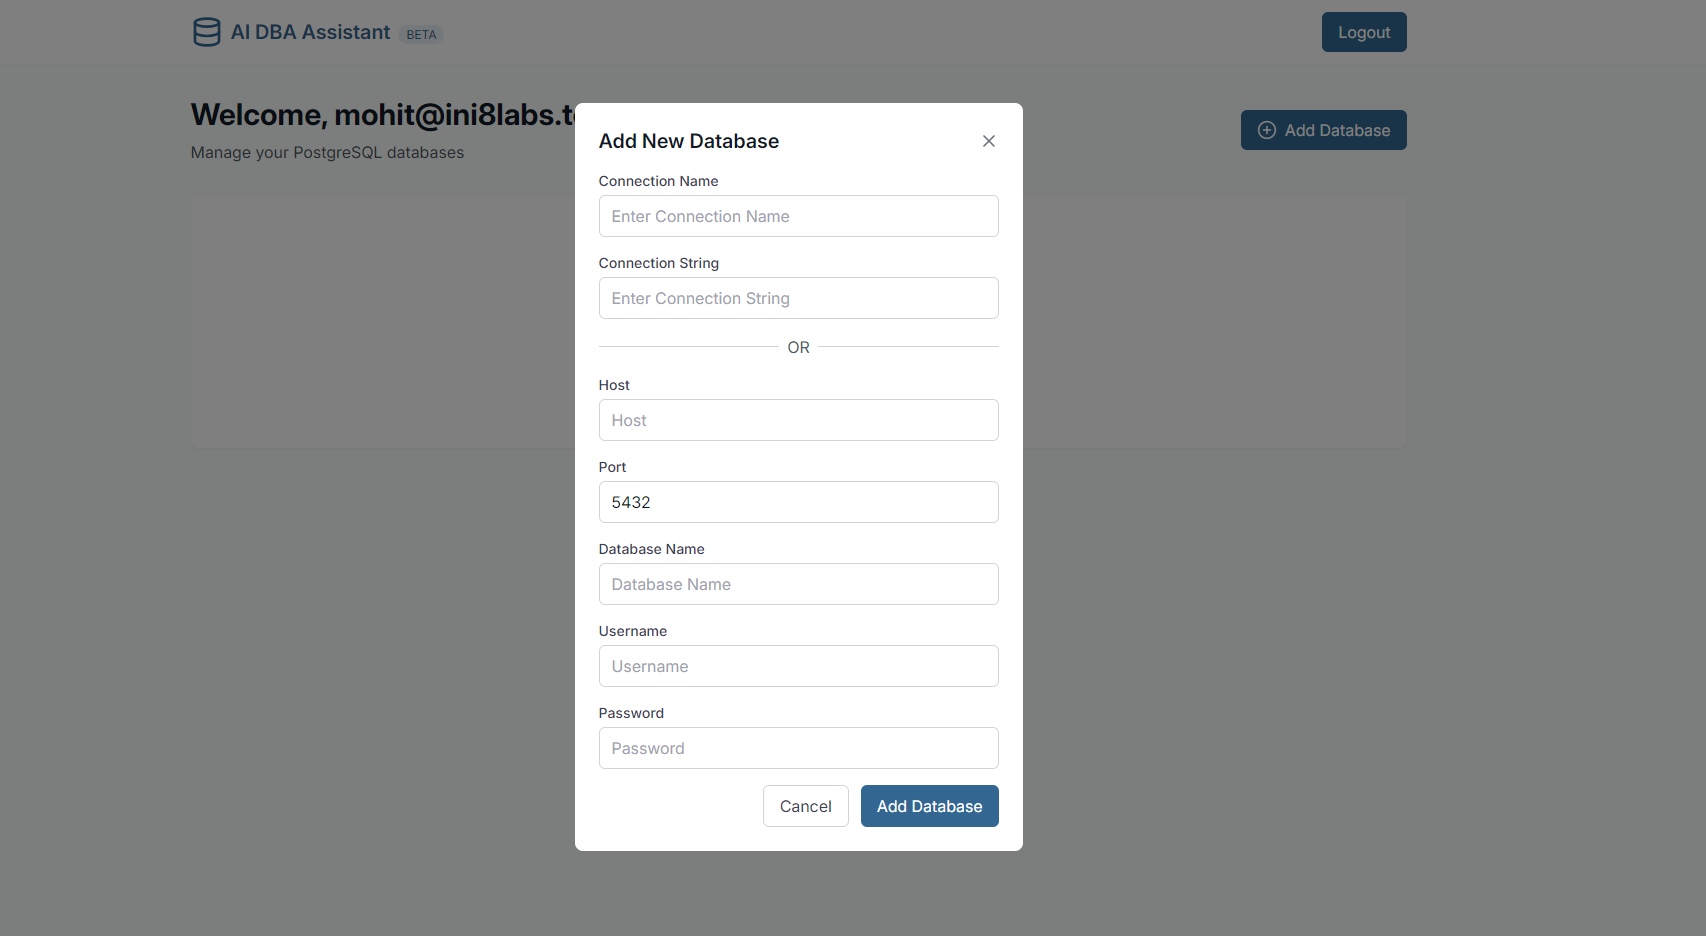 AI DBA Assistant BETA
Logout
Welcome, mohit@ini8labs.t
Manage your PostgreSQL databases
Add Database
Add New Database
Connection Name
Enter Connection Name
Connection String
Enter Connection String
OR
Host
Host
Port
5432
Database Name
Database Name
Username
Username
Password
Password
Cancel
Add Database